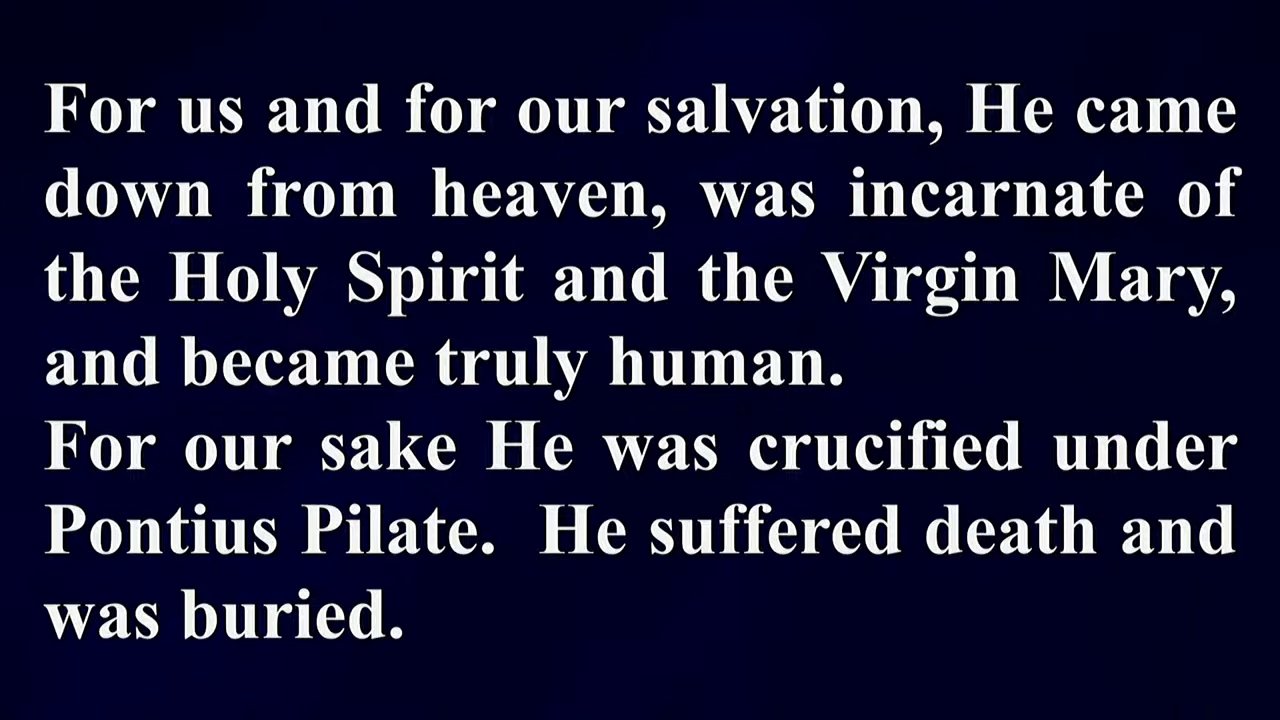 For us and for our salvation, He came
down from heaven, was incarnate of
the Holy Spirit and the Virgin Mary,
and became truly human.
For our sake He was crucified under
Pontius Pilate.  He suffered death and
was buried.